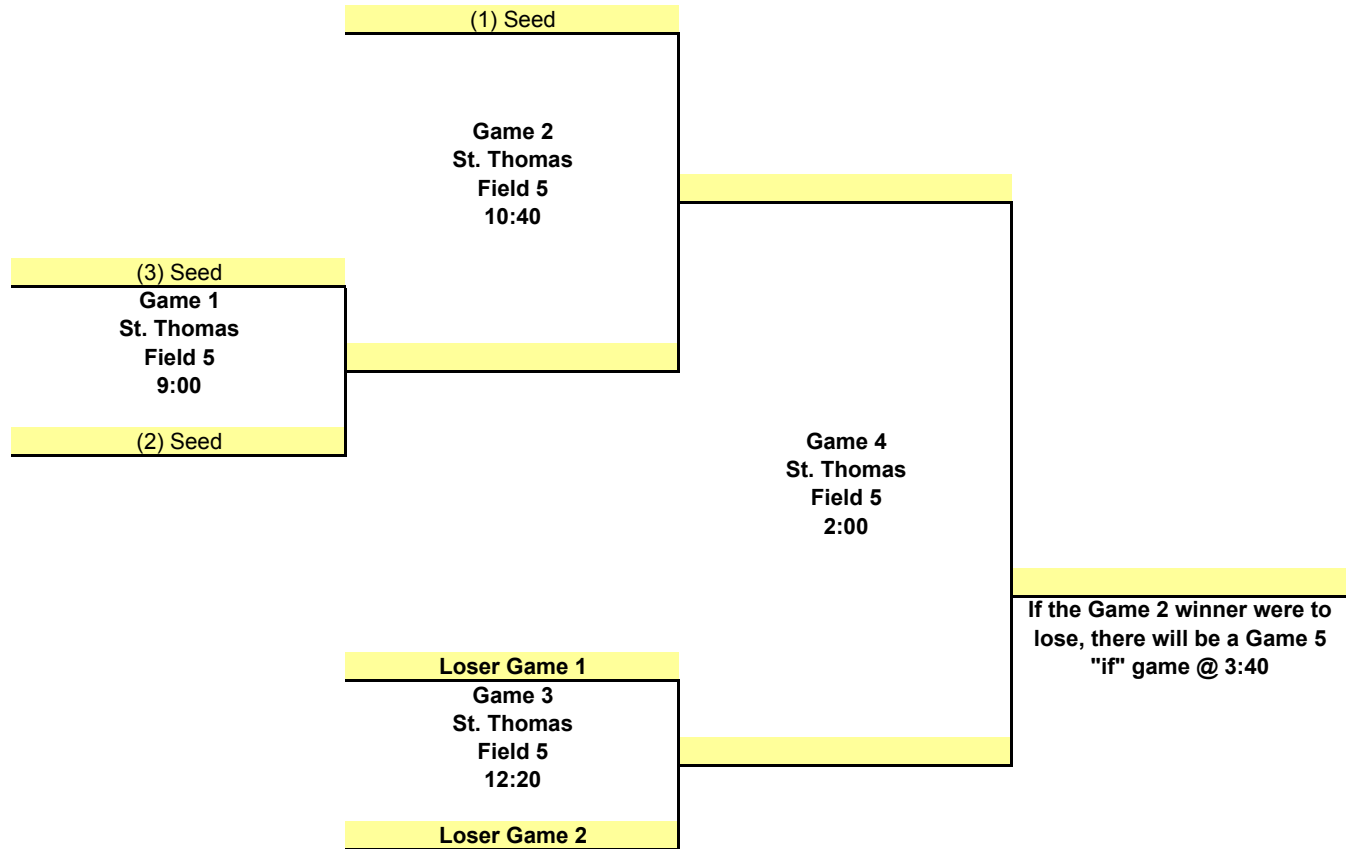 (1) Seed
Game 2
St. Thomas
Field 5
10:40
(3) Seed
Game 1
St. Thomas
Field 5
9:00
(2) Seed
Game 4
St. Thomas
Field 5
2:00
If the Game 2 winner were to
lose, there will be a Game 5
"if" game @ 3:40
Loser Game 1
Game 3
St. Thomas
Field 5
12:20
Loser Game 2